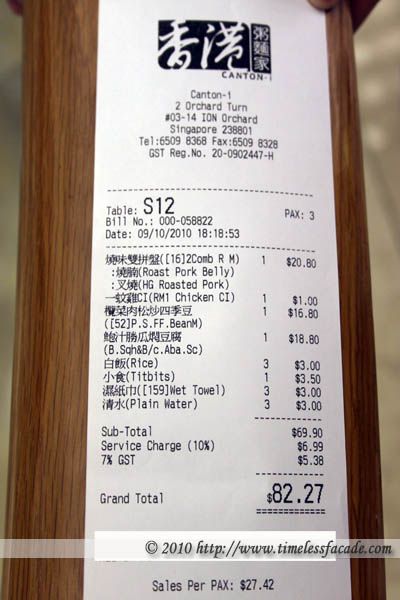 香港
粥麵家
CANTON-i
Canton-i
2 Orchard Turn
#03-14 ION Orchard
Singapore 238801
Tel:6509 8368 Fax:6509 8328
GST Reg.No. 20-0902447-H
Table: S12 PAX: 3
Bill No.: 000-058822
Date: 09/10/2010 18:18:53
燒味雙拼盤([16]2Comb R M) 1 $20.80
:燒腩(Roast Pork Belly)
:叉燒(HG Roasted Pork)
一蚊雞CI(RM1 Chicken CI) 1 $1.00
欖菜肉松炒四季豆 1 $16.80
([52]P.S.FF.BeanM)
鮑汁勝瓜燜豆腐 1 $18.80
(B.Sqh&B/c.Aba.Sc)
白飯(Rice) 3 $3.00
小食(Titbits) 1 $3.50
濕紙巾([159]Wet Towel) 3 $3.00
清水(Plain Water) 3 $3.00
Sub-Total $69.90
Service Charge (10%) $6.99
7% GST $5.38
Grand Total $82.27
© 2010 http://www.timelessfacade.com
Sales Per PAX: $27.42